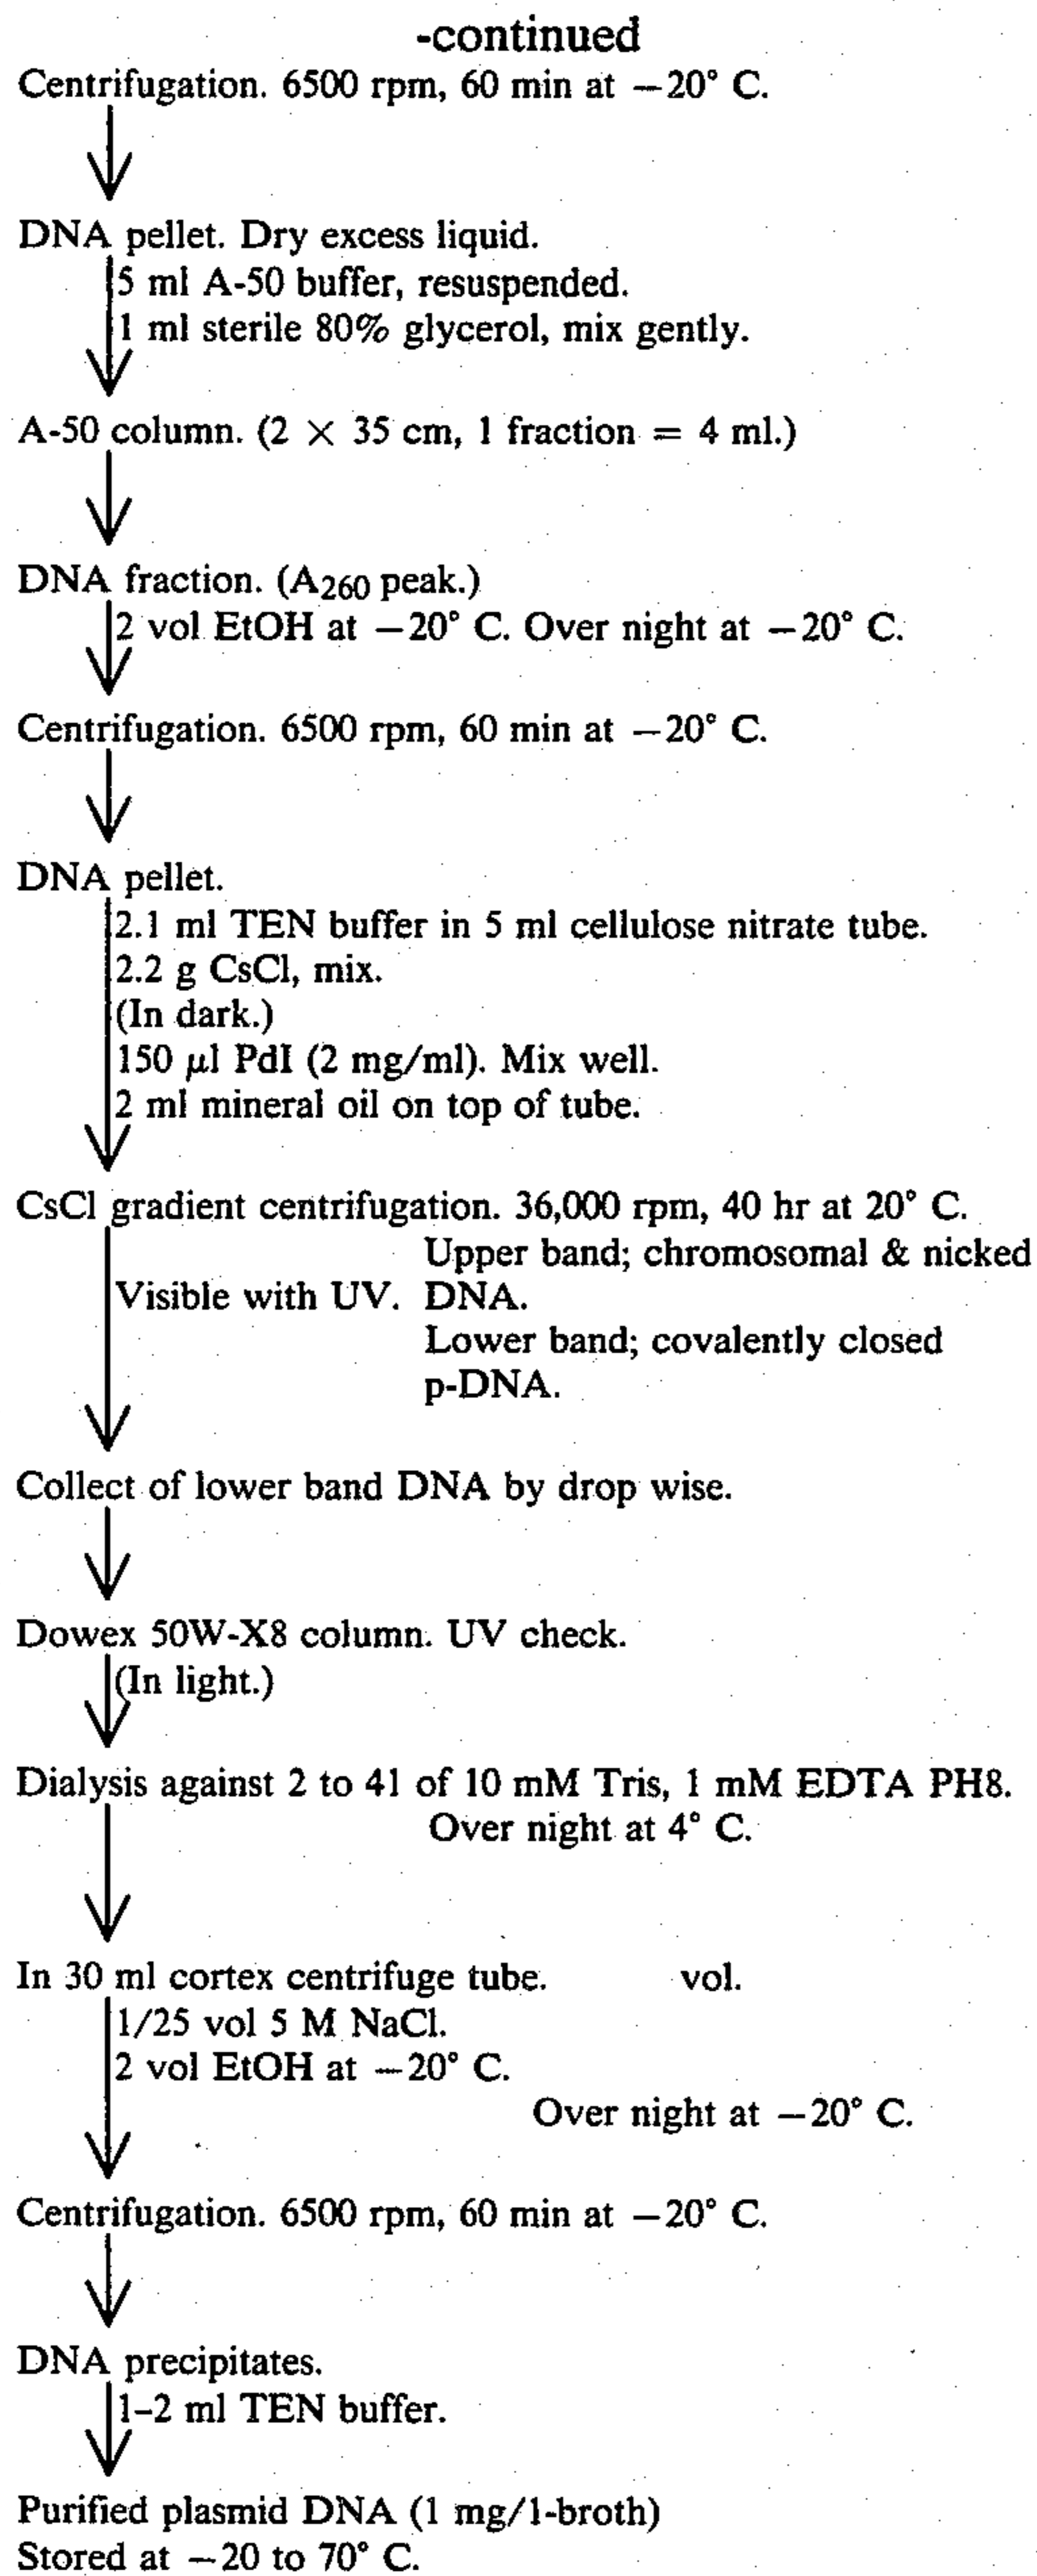 -continued
Centrifugation. 6500 rpm, 60 min at −20° C.
DNA pellet. Dry excess liquid.
5 ml A-50 buffer, resuspended.
1 ml sterile 80% glycerol, mix gently.
A-50 column. (2 × 35 cm, 1 fraction = 4 ml.)
DNA fraction. (A260 peak.)
2 vol EtOH at −20° C. Over night at −20° C.
Centrifugation. 6500 rpm, 60 min at −20° C.
DNA pellet.
2.1 ml TEN buffer in 5 ml cellulose nitrate tube.
2.2 g CsCl, mix.
(In dark.)
150 μl PdI (2 mg/ml). Mix well.
2 ml mineral oil on top of tube.
CsCl gradient centrifugation. 36,000 rpm, 40 hr at 20° C.
Upper band; chromosomal & nicked
Visible with UV. DNA.
Lower band; covalently closed
p-DNA.
Collect of lower band DNA by drop wise.
Dowex 50W-X8 column. UV check.
(In light.)
Dialysis against 2 to 41 of 10 mM Tris, 1 mM EDTA PH8.
Over night at 4° C.
In 30 ml cortex centrifuge tube. vol.
1/25 vol 5 M NaCl.
2 vol EtOH at −20° C.
Over night at −20° C.
Centrifugation. 6500 rpm, 60 min at −20° C.
DNA precipitates.
1–2 ml TEN buffer.
Purified plasmid DNA (1 mg/1-broth)
Stored at −20 to 70° C.